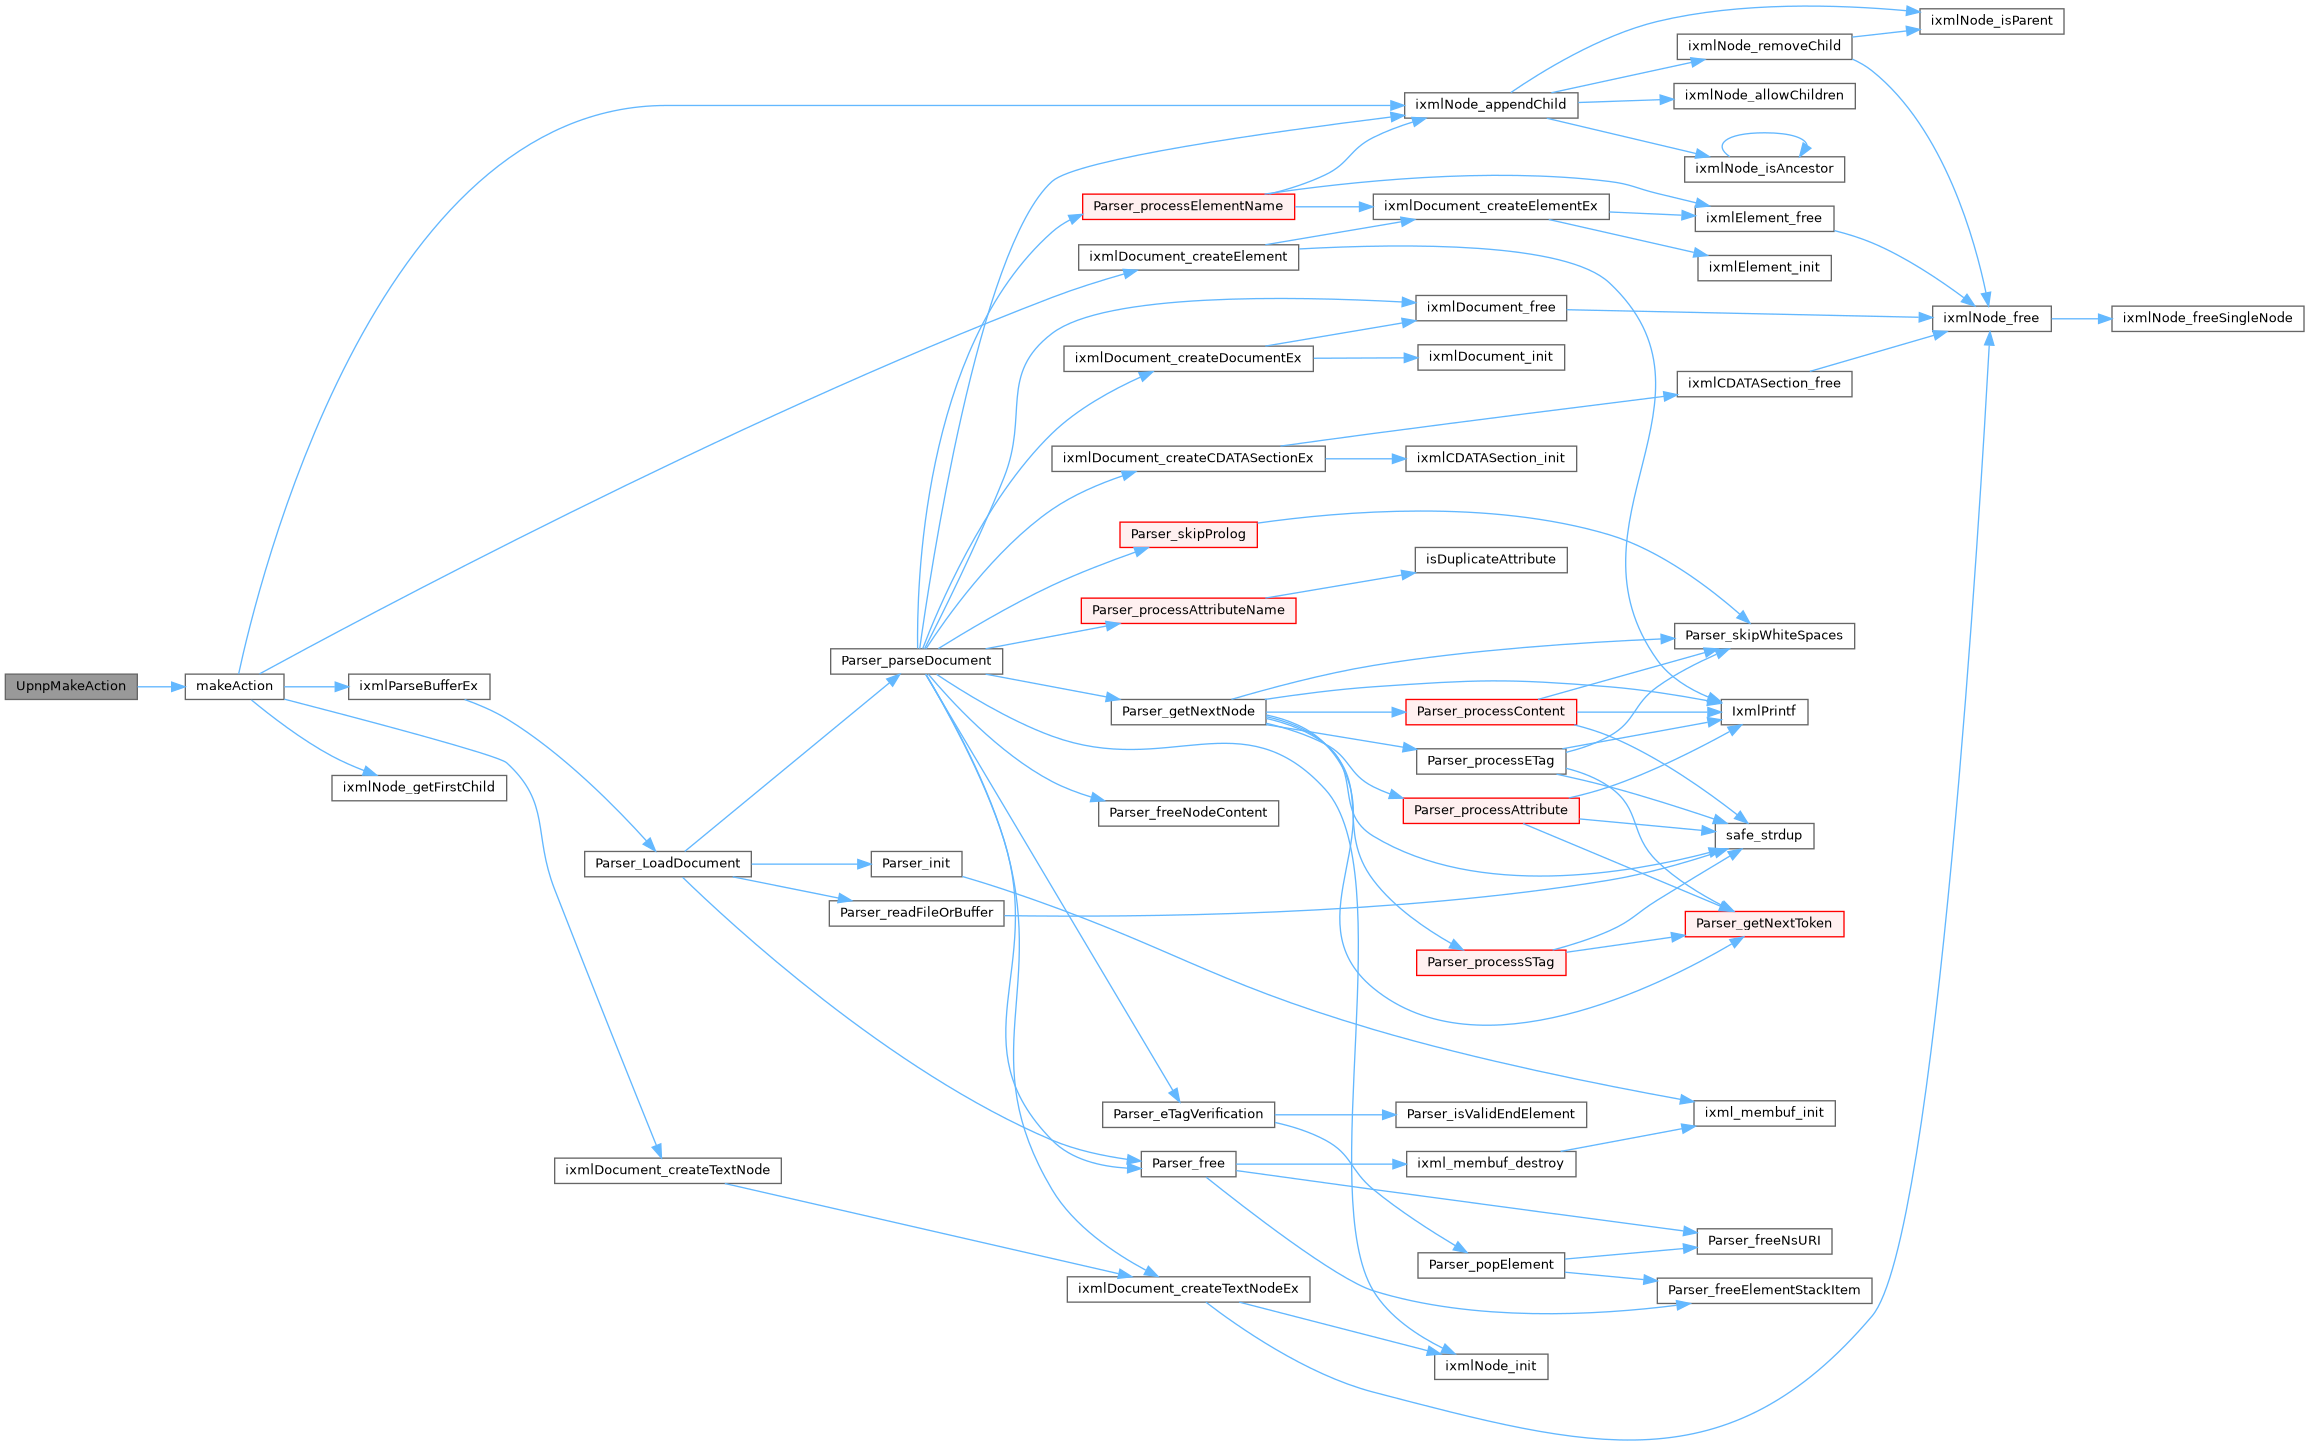 UpnpMakeAction
makeAction
ixmlParseBufferEx
ixmlNode_getFirstChild
ixmlDocument_createTextNode
Parser_LoadDocument
Parser_parseDocument
Parser_init
Parser_readFileOrBuffer
Parser_processElementName
ixmlDocument_createElement
ixmlDocument_createDocumentEx
ixmlDocument_createCDATASectionEx
Parser_skipProlog
Parser_processAttributeName
Parser_getNextNode
Parser_freeNodeContent
Parser_eTagVerification
Parser_free
ixmlDocument_createTextNodeEx
ixmlNode_appendChild
ixmlDocument_createElementEx
ixmlDocument_free
ixmlDocument_init
ixmlCDATASection_init
isDuplicateAttribute
Parser_processContent
Parser_processETag
Parser_processAttribute
Parser_processSTag
Parser_isValidEndElement
ixml_membuf_destroy
Parser_popElement
ixmlNode_init
ixmlNode_removeChild
ixmlNode_allowChildren
ixmlNode_isAncestor
ixmlElement_free
ixmlElement_init
ixmlCDATASection_free
Parser_skipWhiteSpaces
IxmlPrintf
safe_strdup
Parser_getNextToken
ixml_membuf_init
Parser_freeNsURI
Parser_freeElementStackItem
ixmlNode_isParent
ixmlNode_free
ixmlNode_freeSingleNode